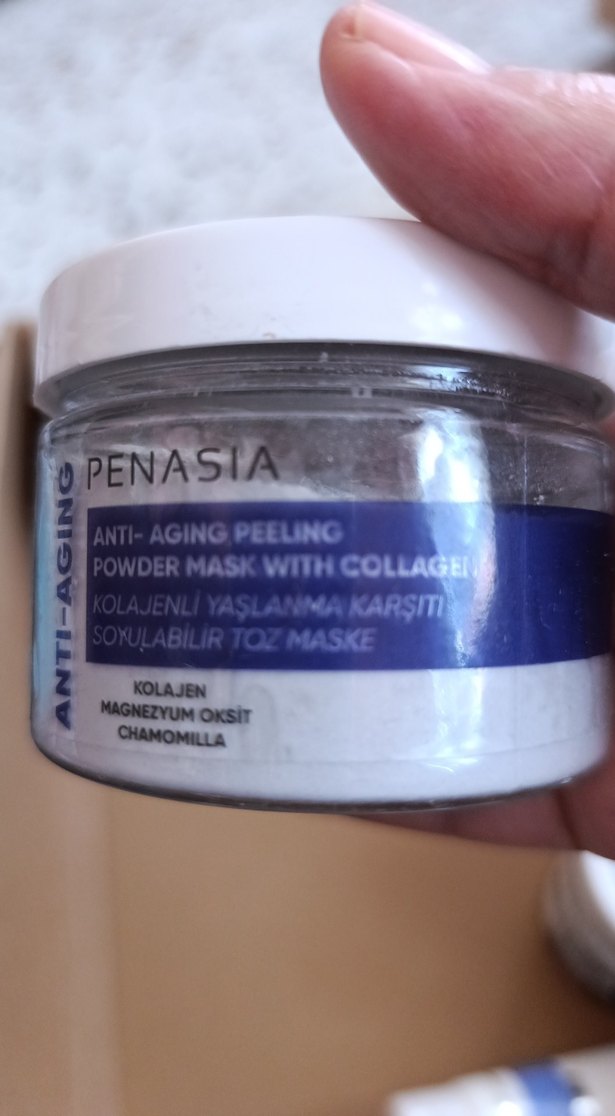 PENASIA
ANTI-AGING
ANTI- AGING PEELING
POWDER MASK WITH COLLAGEN
KOLAJENLİ YAŞLANMA KARŞITI
SOYULABİLİR TOZ MASKE
KOLAJEN
MAGNEZYUM OKSİT
CHAMOMILLA